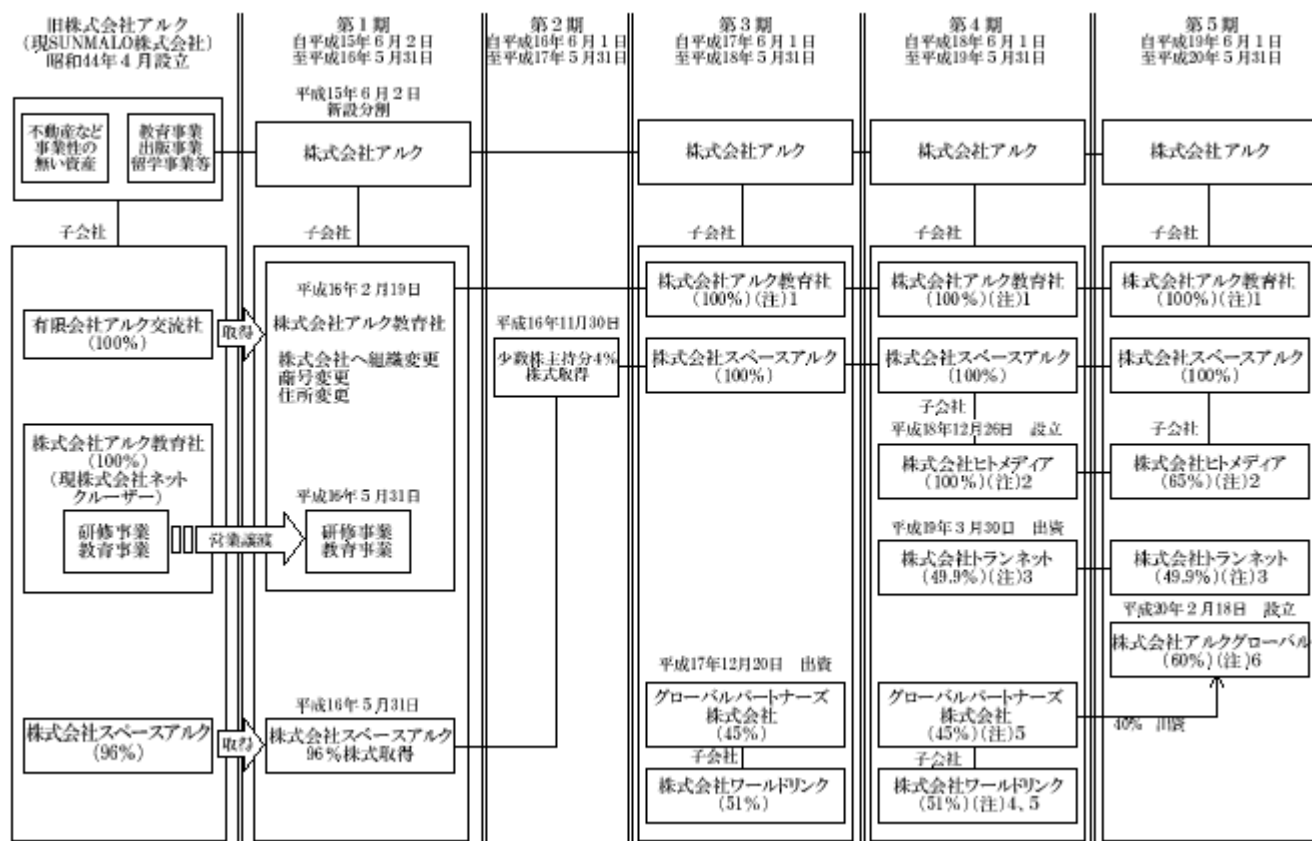 旧株式会社アルク
（現SUNMALO株式会社）
昭和44年４月設立
不動産など
事業性の
無い資産
教育事業
出版事業
留学事業等
子会社
有限会社アルク交流社
(100%)
取得
株式会社アルク教育社
(100%)
(現株式会社ネット
クルーザー)
研修事業
教育事業
営業譲渡
株式会社スペースアルク
(96%)
取得
第１期
自平成15年６月２日
至平成16年５月31日
平成15年６月２日
新設分割
株式会社アルク
子会社
平成16年２月19日
株式会社アルク教育社
株式会社へ組織変更
商号変更
住所変更
平成16年５月31日
研修事業
教育事業
平成16年５月31日
株式会社スペースアルク
96％株式取得
第２期
自平成16年６月１日
至平成17年５月31日
平成16年11月30日
少数株主持分4%
株式取得
第３期
自平成17年６月１日
至平成18年５月31日
株式会社アルク
子会社
株式会社アルク教育社
(100%)(注)1
株式会社スペースアルク
(100%)
平成17年12月20日　出資
グローバルパートナーズ
株式会社
(45%)
子会社
株式会社ワールドリンク
(51%)
第４期
自平成18年６月１日
至平成19年５月31日
株式会社アルク
子会社
株式会社アルク教育社
(100%)(注)1
株式会社スペースアルク
(100%)
子会社
平成18年12月26日　設立
株式会社ヒトメディア
(100%)(注)2
平成19年３月30日　出資
株式会社トランネット
(49.9%)(注)3
グローバルパートナーズ
株式会社
(45%)(注)5
子会社
株式会社ワールドリンク
(51%)(注)4、5
第５期
自平成19年６月１日
至平成20年５月31日
株式会社アルク
子会社
株式会社アルク教育社
(100%)(注)1
株式会社スペースアルク
(100%)
子会社
株式会社ヒトメディア
(65%)(注)2
株式会社トランネット
(49.9%)(注)3
平成20年２月18日　設立
株式会社アルクグローバル
(60%)(注)6
40%　出資